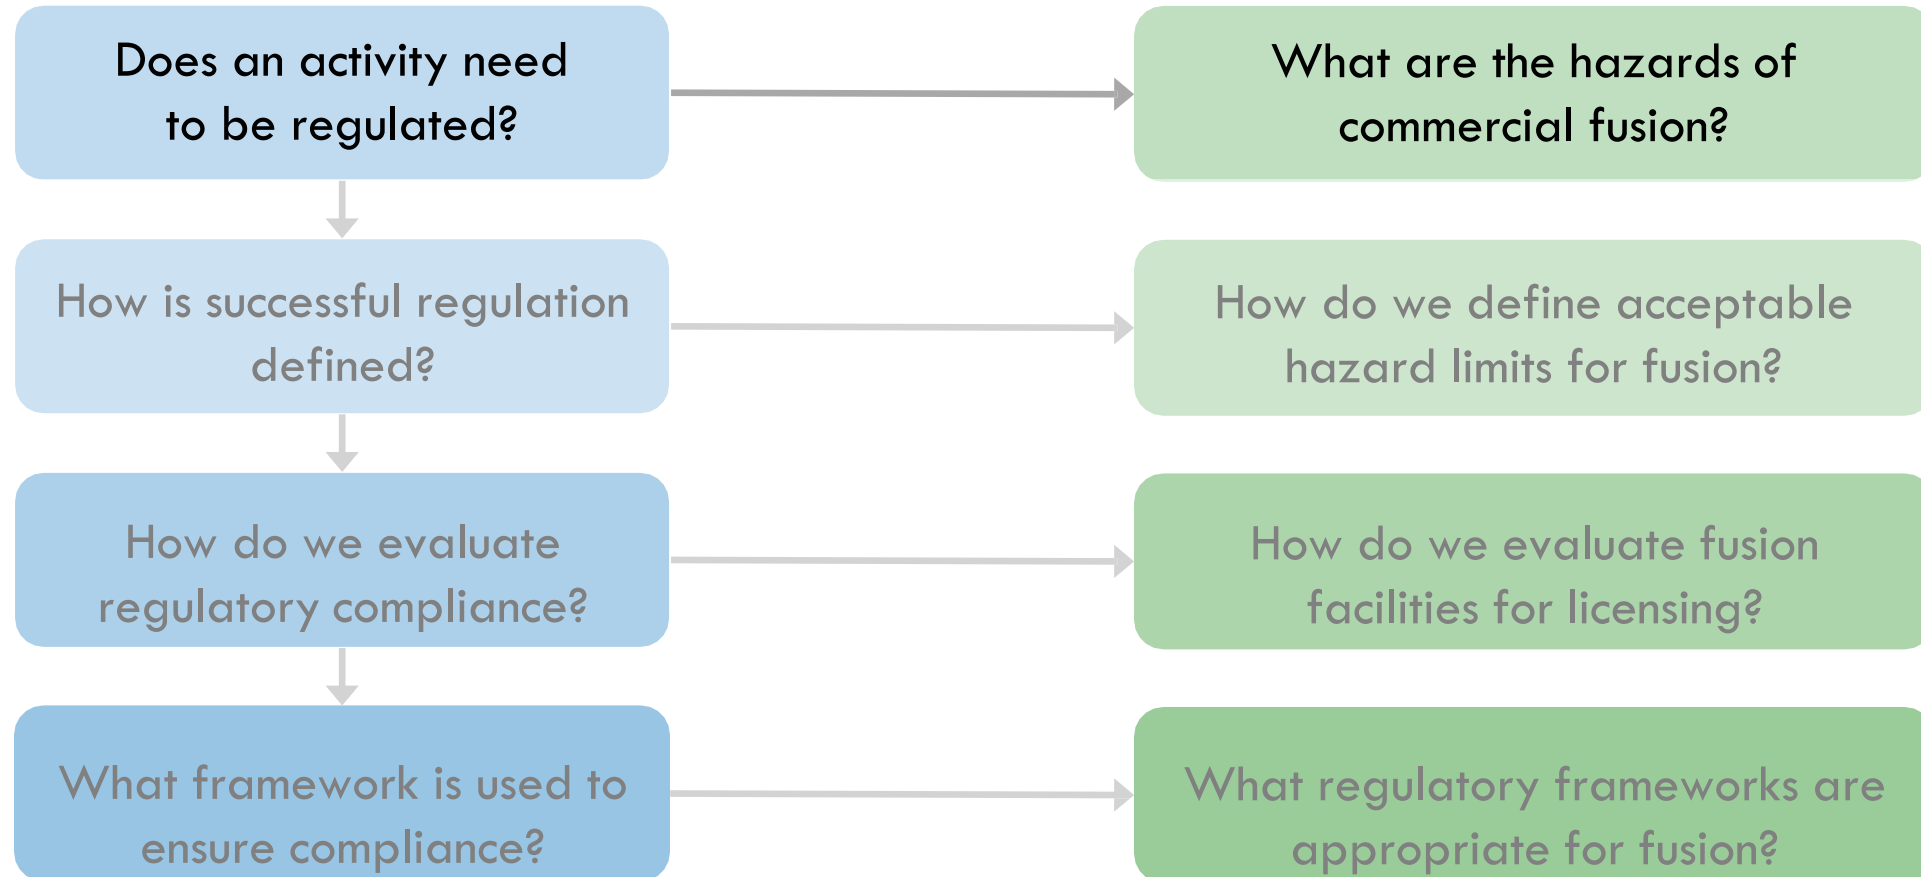 Does an activity need
to be regulated?
What are the hazards of
commercial fusion?
How is successful regulation
defined?
How do we define acceptable
hazard limits for fusion?
How do we evaluate
regulatory compliance?
How do we evaluate fusion
facilities for licensing?
What framework is used to
ensure compliance?
What regulatory frameworks are
appropriate for fusion?